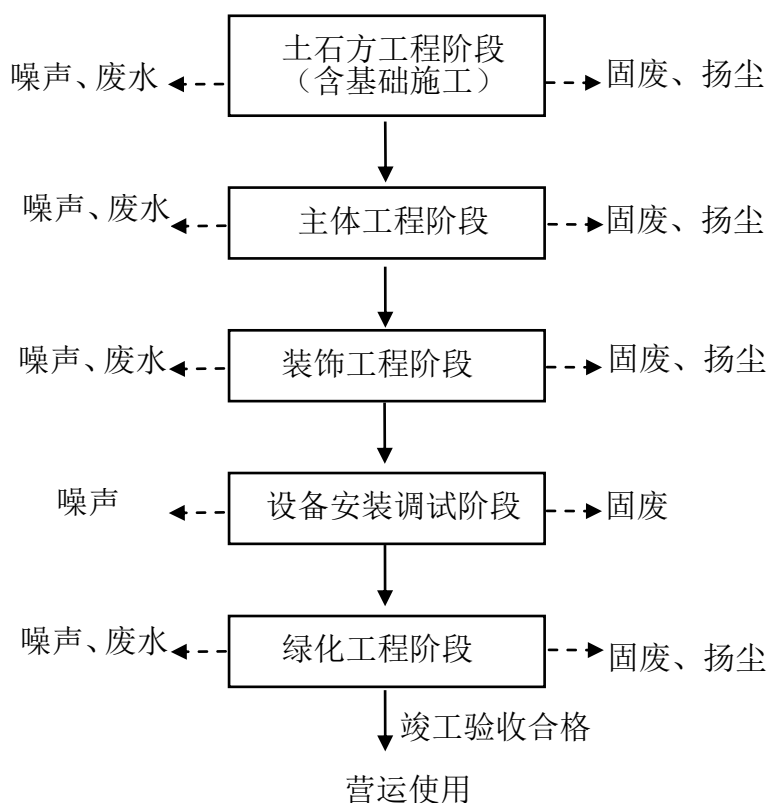 土石方工程阶段
（含基础施工）
噪声、废水
固废、扬尘
噪声、废水
主体工程阶段
固废、扬尘
噪声、废水
装饰工程阶段
固废、扬尘
噪声
设备安装调试阶段
固废
噪声、废水
绿化工程阶段
固废、扬尘
竣工验收合格
营运使用